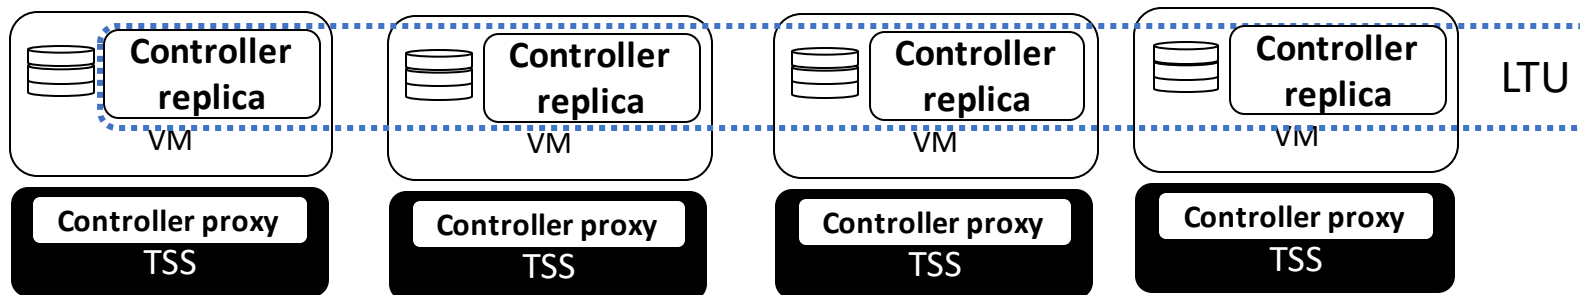 Controller
replica
VM
Controller
replica
VM
Controller
replica
VM
Controller
replica
VM
LTU
Controller proxy
TSS
Controller proxy
TSS
Controller proxy
TSS
Controller proxy
TSS